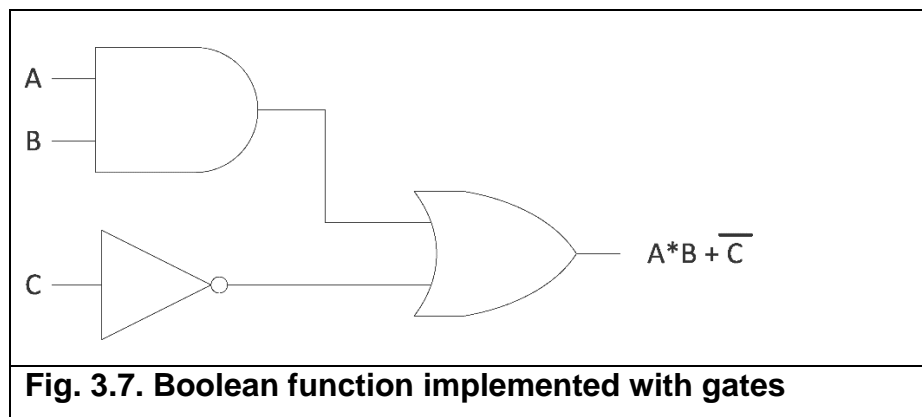 A
B
C
A*B + C̅
Fig. 3.7. Boolean function implemented with gates